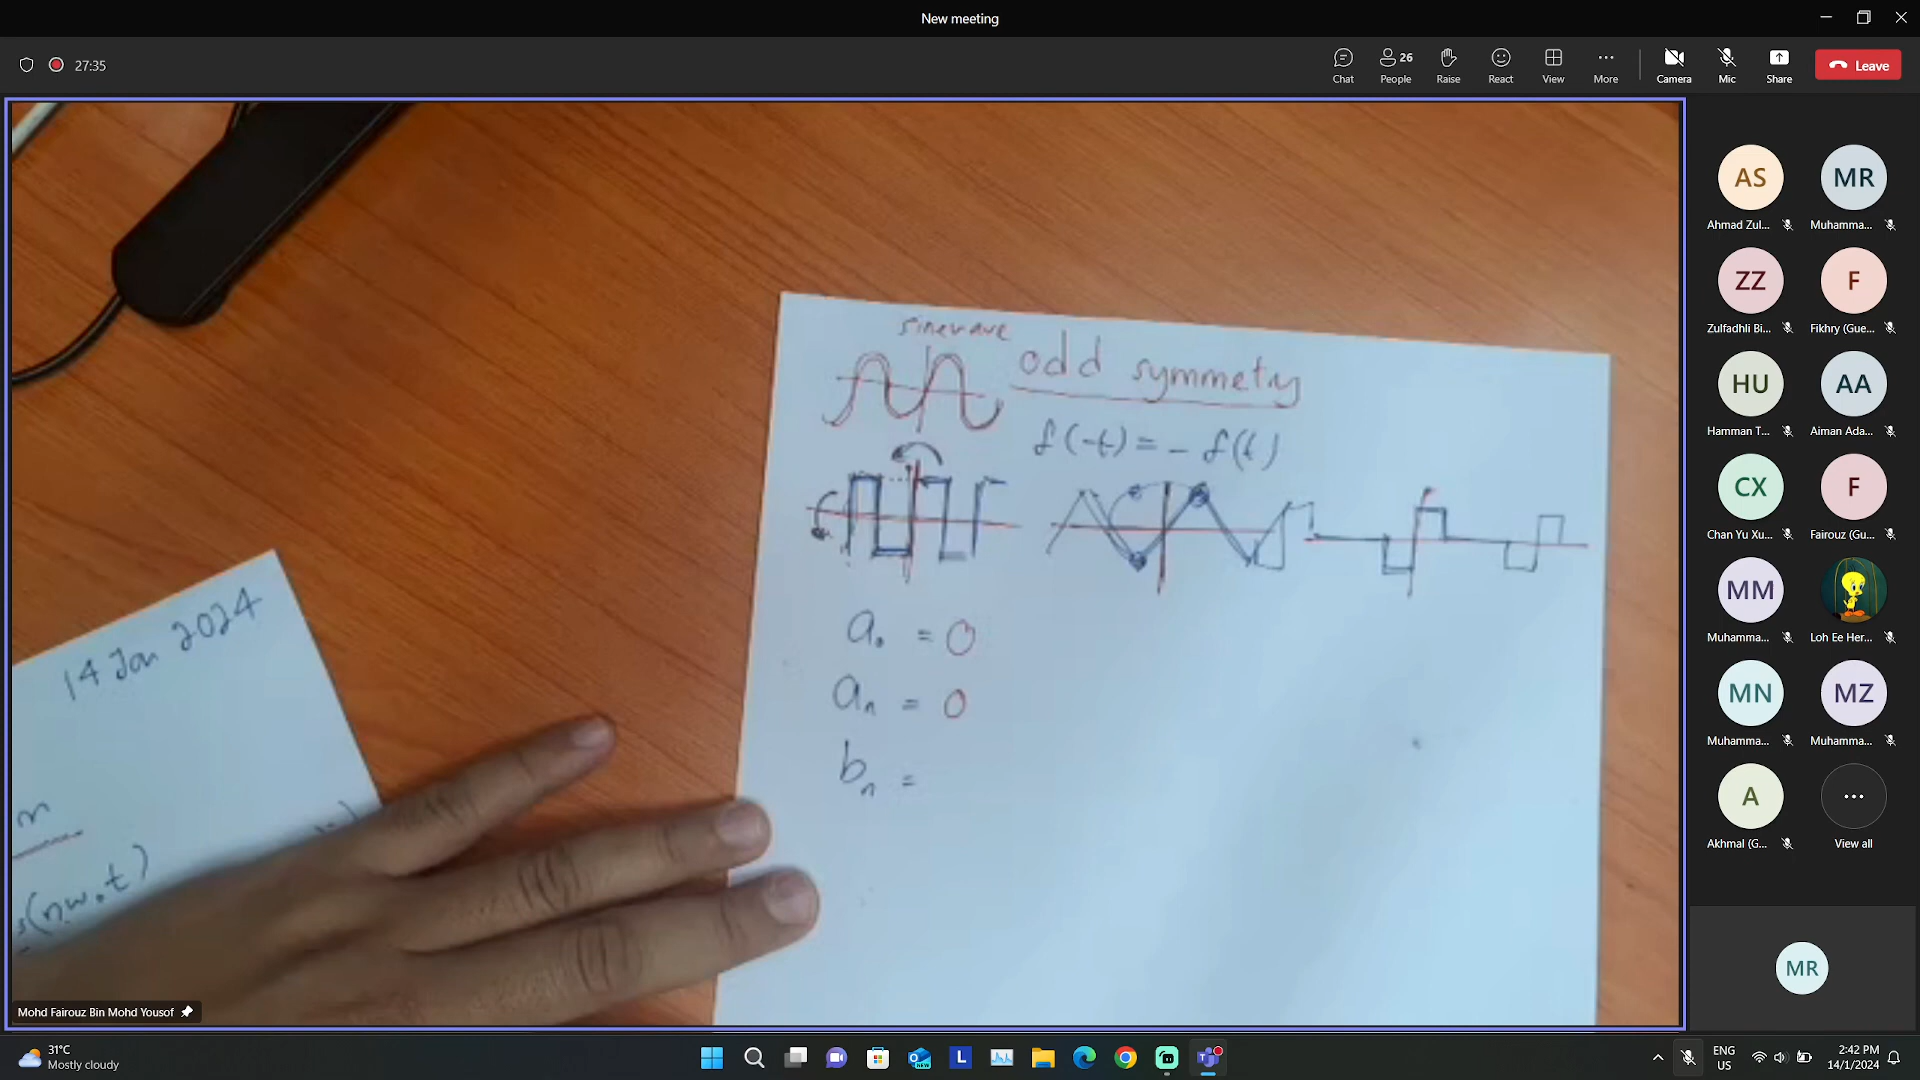 New meeting
27:35
Chat
26
People
Raise
React
View
More
Camera
Mic
Share
Leave
AS
Ahmad Zul...
MR
Muhamma...
ZZ
Zulfadhli Bi...
F
Fikhry (Gue...
HU
Hamman T...
AA
Aiman Ada...
CX
Chan Yu Xu...
F
Fairouz (Gu...
MM
Muhamma...
Loh Ee Her...
MN
Muhamma...
MZ
Muhamma...
A
Akhmal (G...
View all
MR
sinewave
odd symmetry
f(-t) = - f(t)
a₀ = 0
aₙ = 0
bₙ =
14 Jan 2024
s(nω₀t)
Mohd Fairouz Bin Mohd Yousof
31°C
Mostly cloudy
NEW
L
ENG
US
2:42 PM
14/1/2024